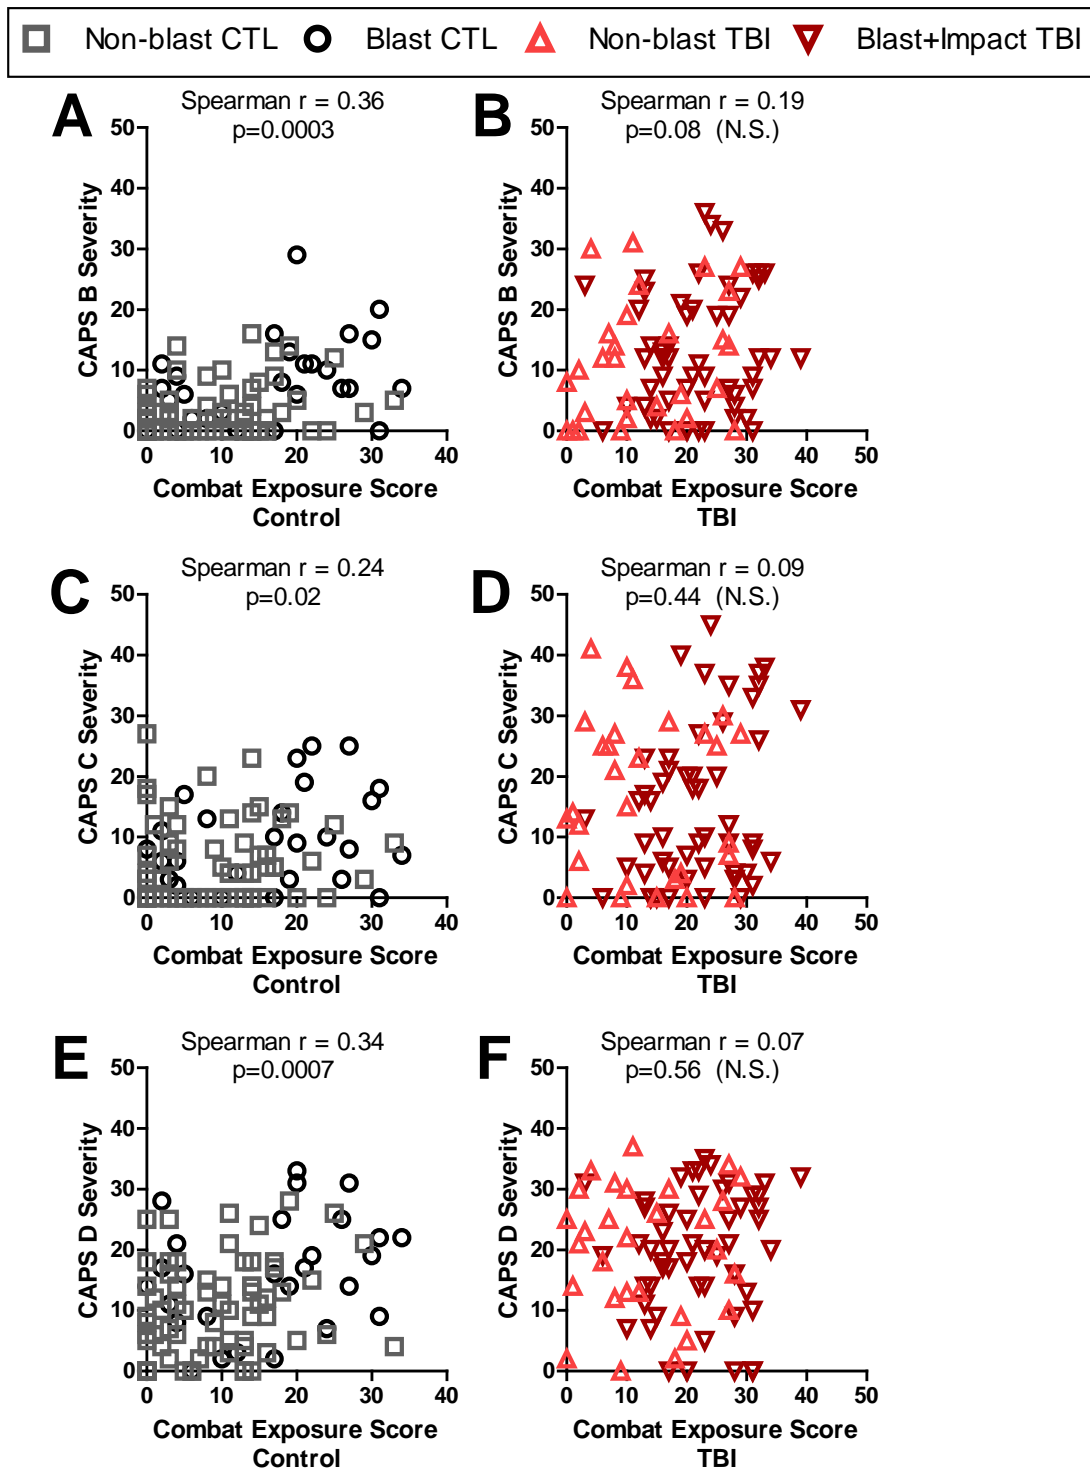 Non-blast CTL Blast CTL Non-blast TBI Blast+Impact TBI
A
Spearman r = 0.36
p=0.0003
50
40
30
20
10
0
CAPS B Severity
0 10 20 30 40
Combat Exposure Score
Control
B
Spearman r = 0.19
p=0.08 (N.S.)
50
40
30
20
10
0
CAPS B Severity
0 10 20 30 40 50
Combat Exposure Score
TBI
C
Spearman r = 0.24
p=0.02
50
40
30
20
10
0
CAPS C Severity
0 10 20 30 40
Combat Exposure Score
Control
D
Spearman r = 0.09
p=0.44 (N.S.)
50
40
30
20
10
0
CAPS C Severity
0 10 20 30 40 50
Combat Exposure Score
TBI
E
Spearman r = 0.34
p=0.0007
50
40
30
20
10
0
CAPS D Severity
0 10 20 30 40
Combat Exposure Score
Control
F
Spearman r = 0.07
p=0.56 (N.S.)
50
40
30
20
10
0
CAPS D Severity
0 10 20 30 40 50
Combat Exposure Score
TBI